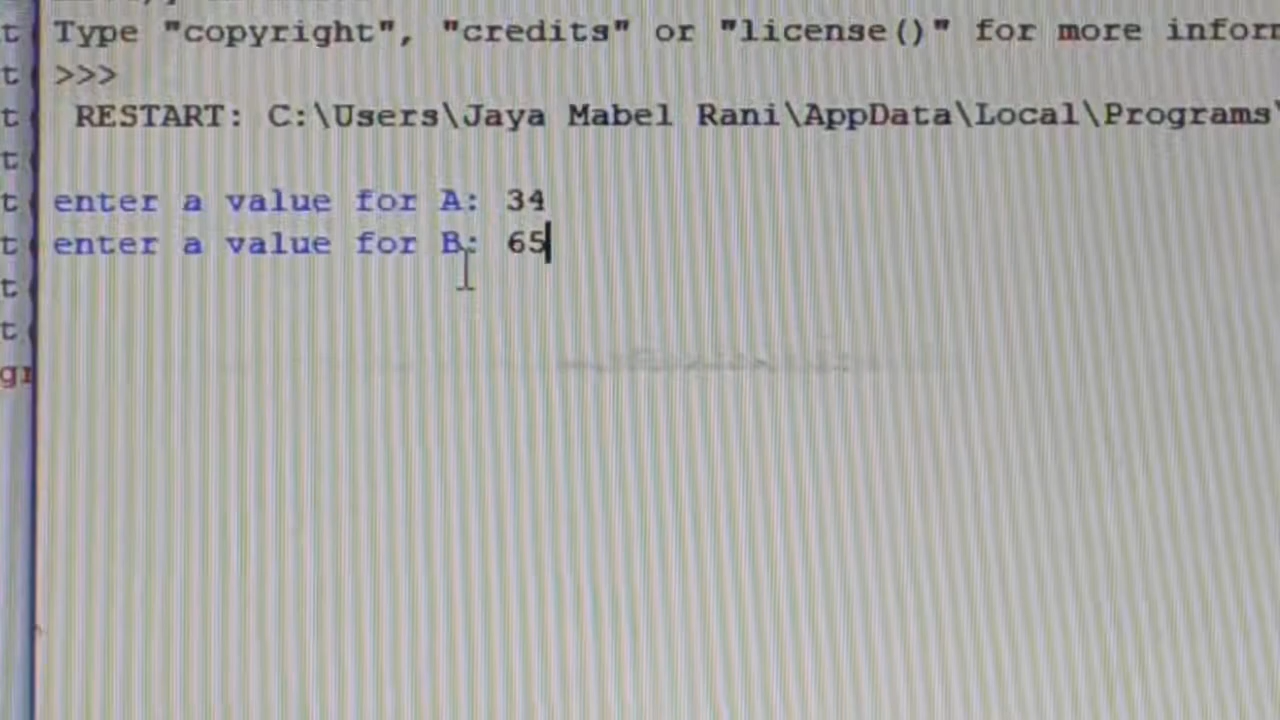 Type "copyright", "credits" or "license()" for more
>>>
RESTART: C:\Users\Jaya Mabel Rani\AppData\Local\Programs
enter a value for A: 34
enter a value for B: 65